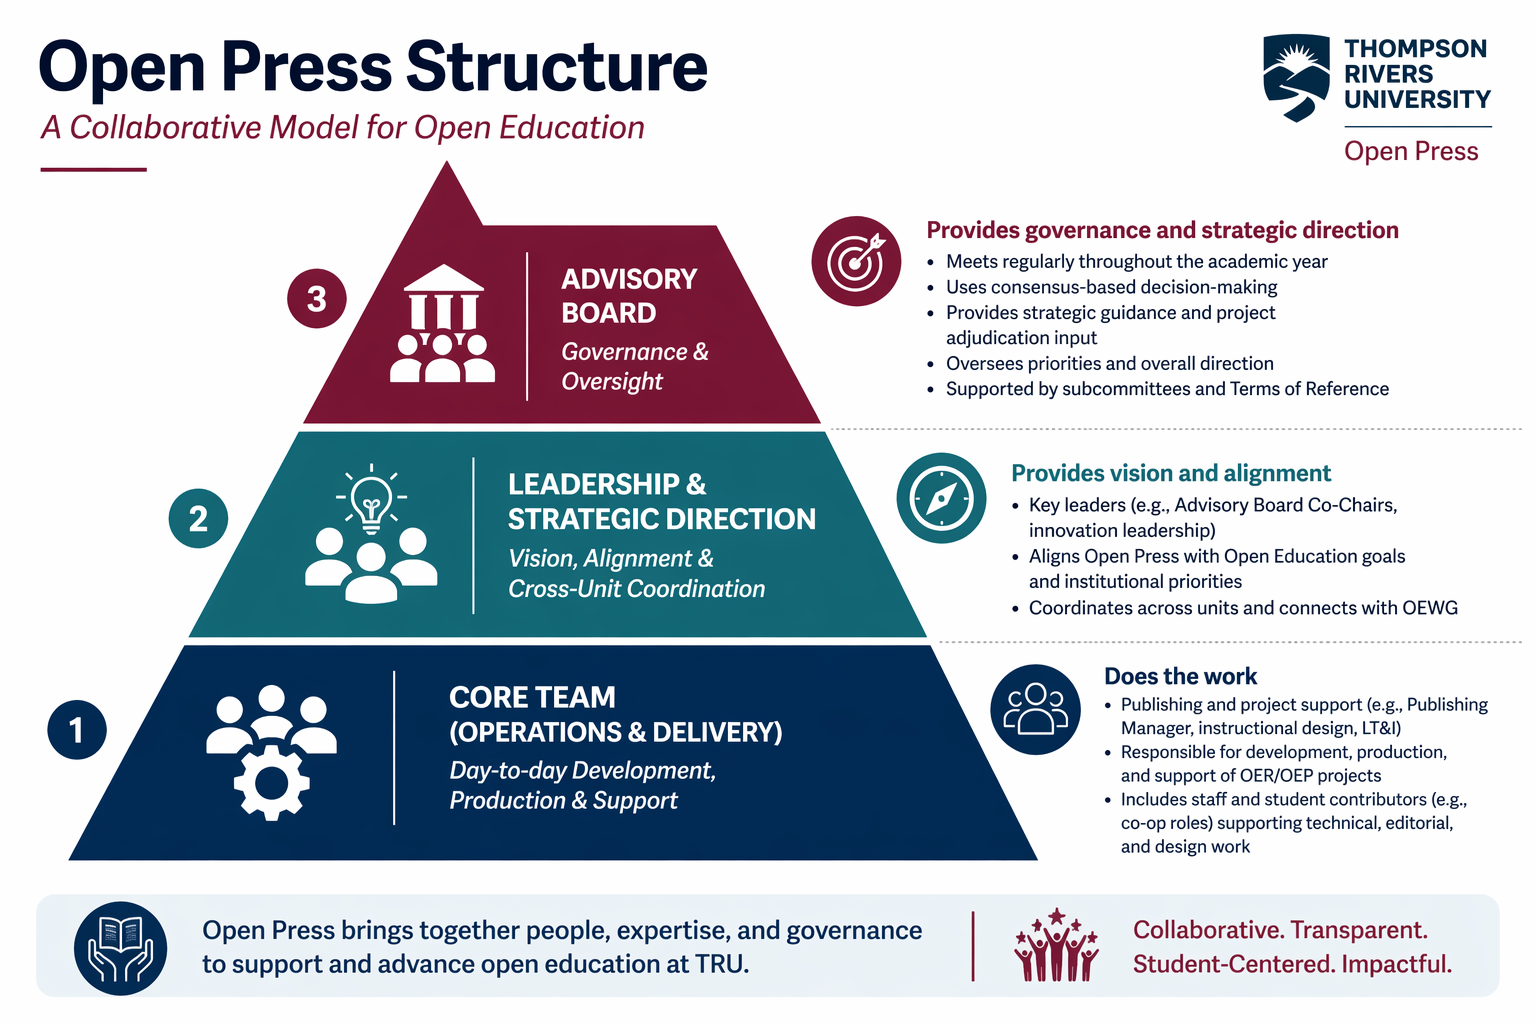 Open Press Structure
A Collaborative Model for Open Education
THOMPSON
RIVERS
UNIVERSITY
Open Press
3
ADVISORY
BOARD
Governance &
Oversight
Provides governance and strategic direction
• Meets regularly throughout the academic year
• Uses consensus-based decision-making
• Provides strategic guidance and project
adjudication input
• Oversees priorities and overall direction
• Supported by subcommittees and Terms of Reference
2
LEADERSHIP &
STRATEGIC DIRECTION
Vision, Alignment &
Cross-Unit Coordination
Provides vision and alignment
• Key leaders (e.g., Advisory Board Co-Chairs,
innovation leadership)
• Aligns Open Press with Open Education goals
and institutional priorities
• Coordinates across units and connects with OEWG
1
CORE TEAM
(OPERATIONS & DELIVERY)
Day-to-day Development,
Production & Support
Does the work
• Publishing and project support (e.g., Publishing
Manager, instructional design, LT&I)
• Responsible for development, production,
and support of OER/OEP projects
• Includes staff and student contributors (e.g.,
co-op roles) supporting technical, editorial,
and design work
Open Press brings together people, expertise, and governance
to support and advance open education at TRU.
Collaborative. Transparent.
Student-Centered. Impactful.